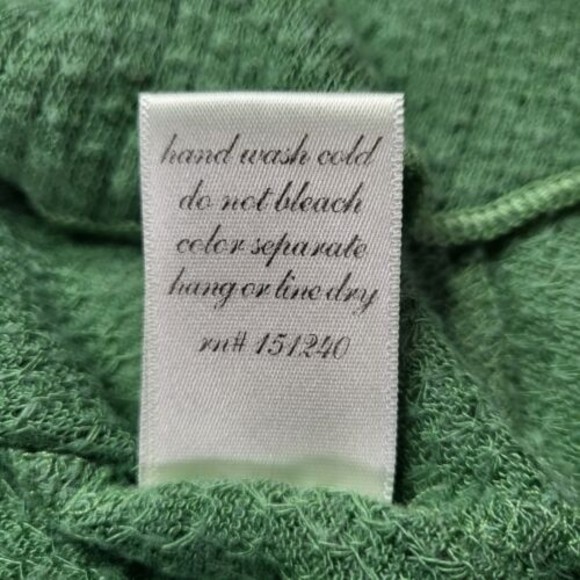 hand wash cold
do not bleach
color separate
hang or line dry
rn# 151240